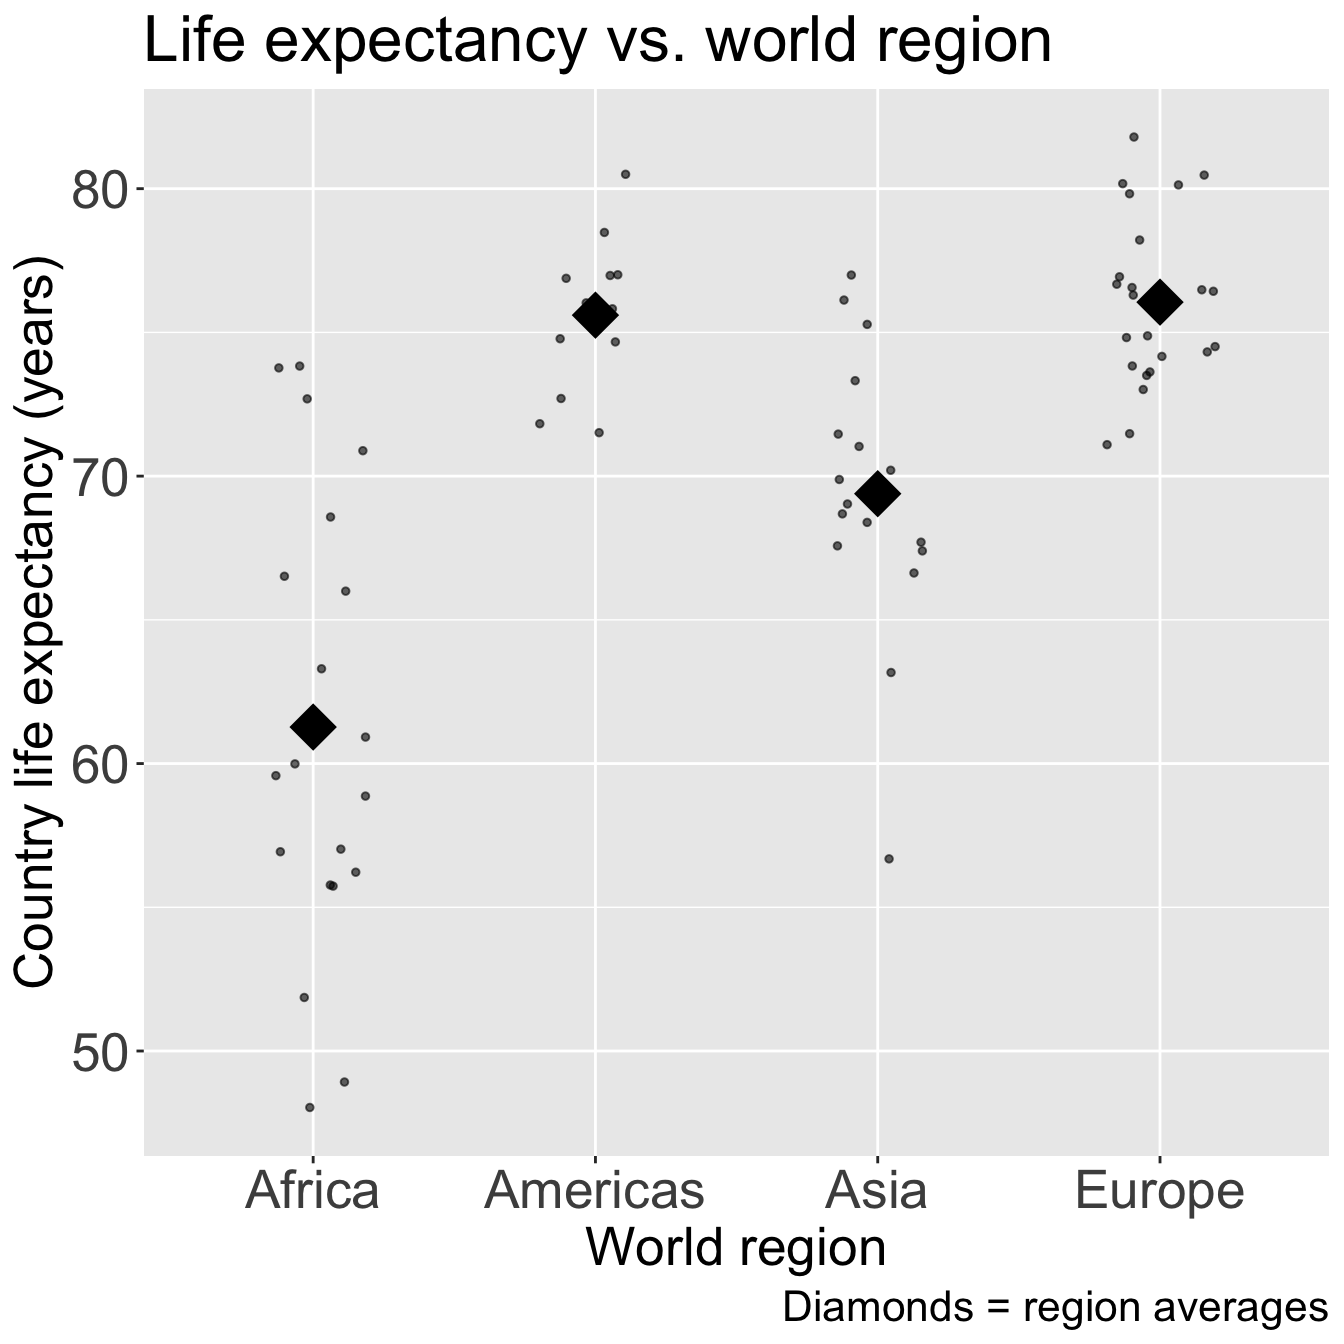 Life expectancy vs. world region
Country life expectancy (years)
80
70
60
50
Africa Americas Asia Europe
World region
Diamonds = region averages